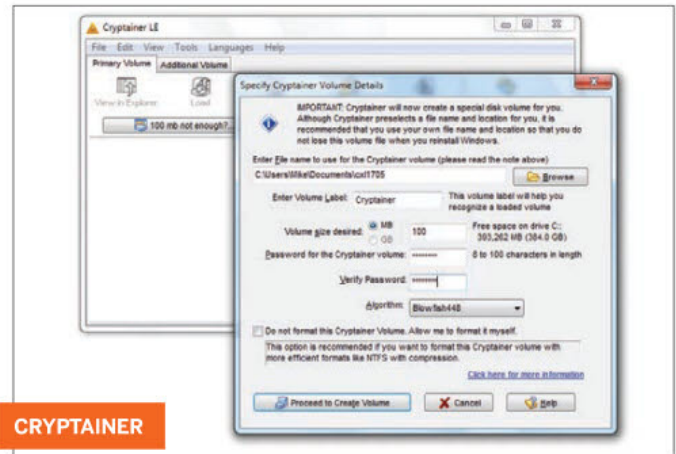 Cryptainer LE
File Edit View Tools Languages Help
Primary Volume Additional Volume
View in Explorer Load
100 mb not enough?...
Specify Cryptainer Volume Details
IMPORTANT: Cryptainer will now create a special disk volume for you.
Although Cryptainer preselects a file name and location for you, it is
recommended that you use your own file name and location so that you do
not lose this volume file when you reinstall Windows.
Enter File name to use for the Cryptainer volume (please read the note above)
C:\Users\Mike\Documents\cxl1705
Browse
Enter Volume Label: Cryptainer
This volume label will help you
recognize a loaded volume
Volume size desired: MB
GB
100
Free space on drive C::
393,262 MB (384.0 GB)
Password for the Cryptainer volume: ********
8 to 100 characters in length
Verify Password: ********
Algorithm: Blowfish448
Do not format this Cryptainer Volume. Allow me to format it myself.
This option is recommended if you want to format this Cryptainer volume with
more efficient formats like NTFS with compression.
Click here for more information
Proceed to Create Volume Cancel Help
CRYPTAINER